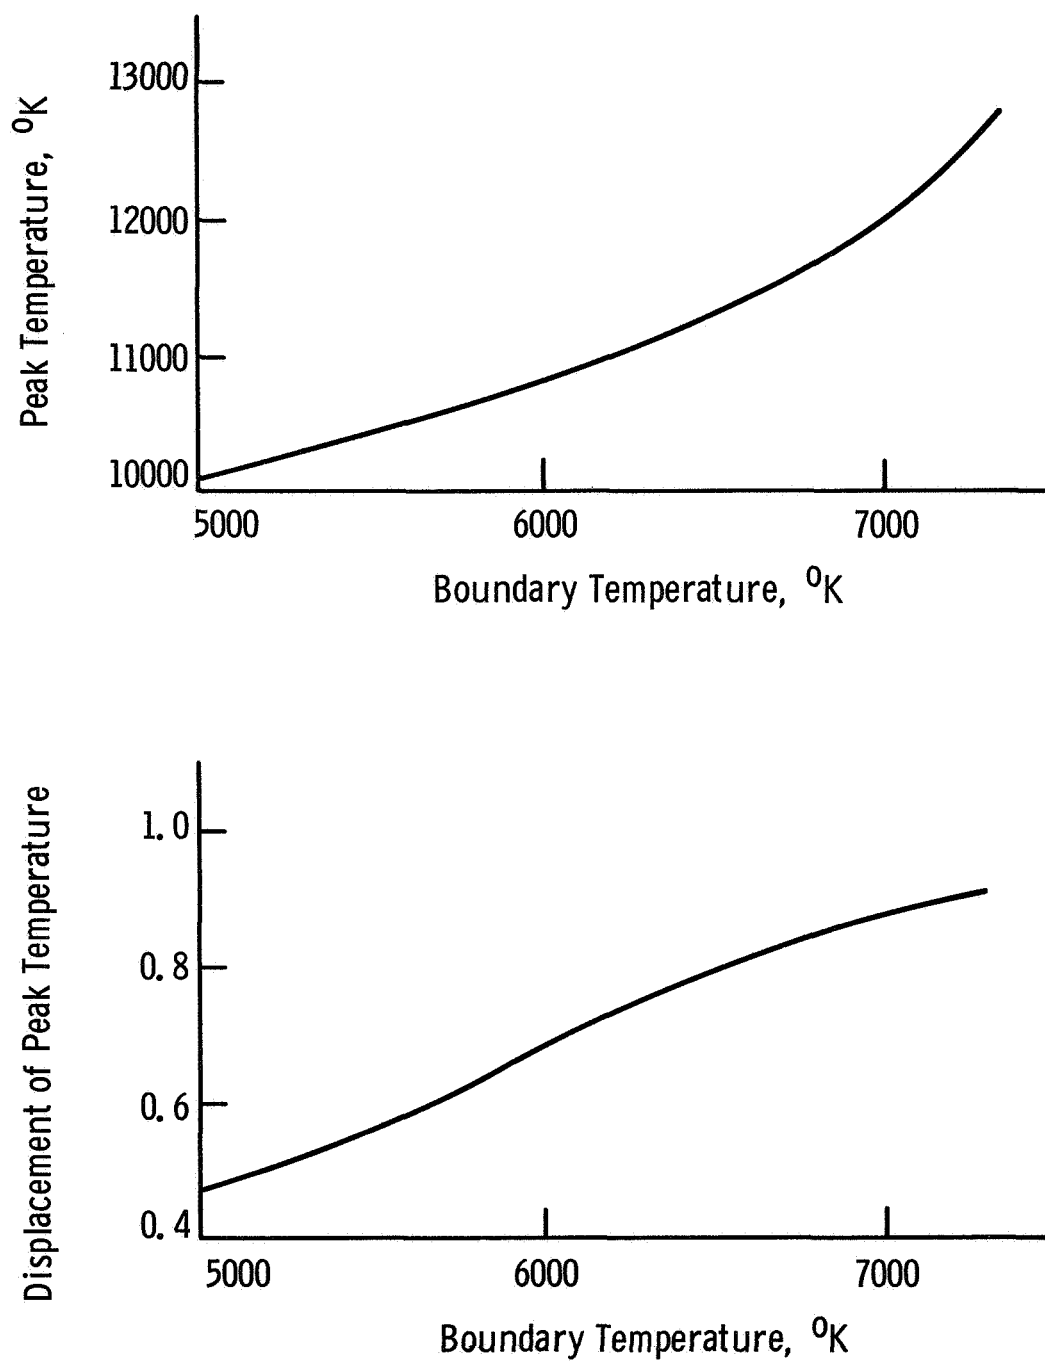 Peak Temperature, °K
13000
12000
11000
10000
5000 6000 7000
Boundary Temperature, °K
Displacement of Peak Temperature
1.0
0.8
0.6
0.4
5000 6000 7000
Boundary Temperature, °K